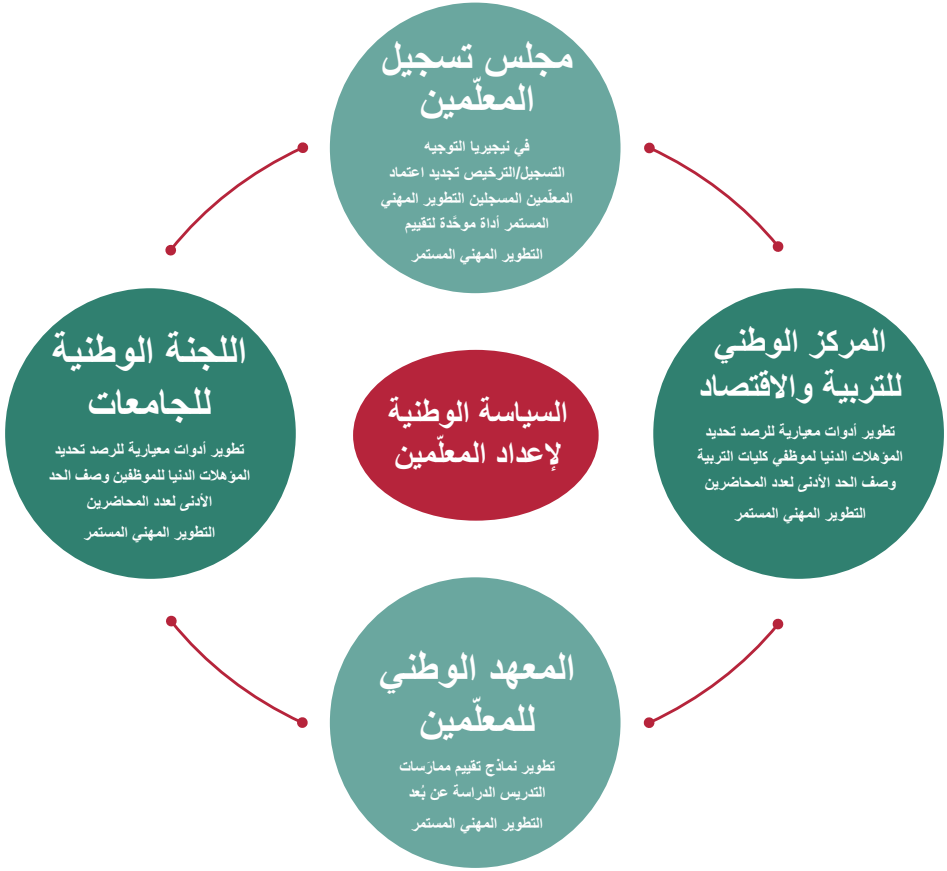 مجلس تسجيل
المعلّمين
في نيجيريا التوجيه
التسجيل/الترخيص تجديد اعتماد
المعلّمين المسجلين التطوير المهني
المستمر أداة موحَّدة لتقييم
التطوير المهني المستمر
المركز الوطني
للتربية والاقتصاد
تطوير أدوات معيارية للرصد تحديد
المؤهلات الدنيا لموظفي كليات التربية
وصف الحد الأدنى لعدد المحاضرين
التطوير المهني المستمر
السياسة الوطنية
لإعداد المعلّمين
اللجنة الوطنية
للجامعات
تطوير أدوات معيارية للرصد تحديد
المؤهلات الدنيا للموظفين وصف الحد
الأدنى لعدد المحاضرين
التطوير المهني المستمر
المعهد الوطني
للمعلّمين
تطوير نماذج تقييم ممارَسات
التدريس الدراسة عن بُعد
التطوير المهني المستمر